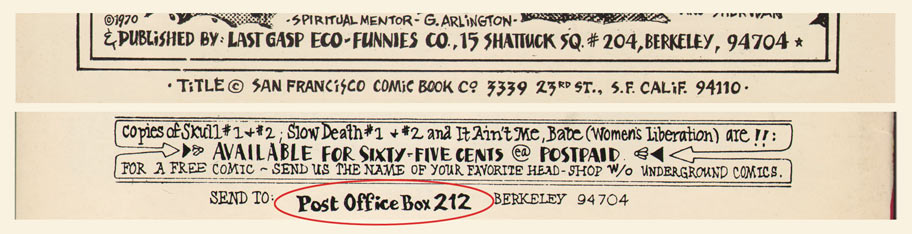 ©1970
-SPIRITUAL MENTOR- G. ARLINGTON-
& PUBLISHED BY: LAST GASP ECO-FUNNIES CO., 15 SHATTUCK SQ. # 204, BERKELEY, 94704 ★
· TITLE © SAN FRANCISCO COMIC BOOK CO 3339 23RD ST., S.F. CALIF. 94110 ·
Copies of Skull #1 & #2 ; Slow Death #1 & #2 and It Ain't Me, Babe (Women's Liberation) are !!:
AVAILABLE FOR SIXTY-FIVE CENTS @ POSTPAID
FOR A FREE COMIC ~ SEND US THE NAME OF YOUR FAVORITE HEAD-SHOP W/O UNDERGROUND COMICS.
SEND TO: Post Office Box 212 BERKELEY 94704